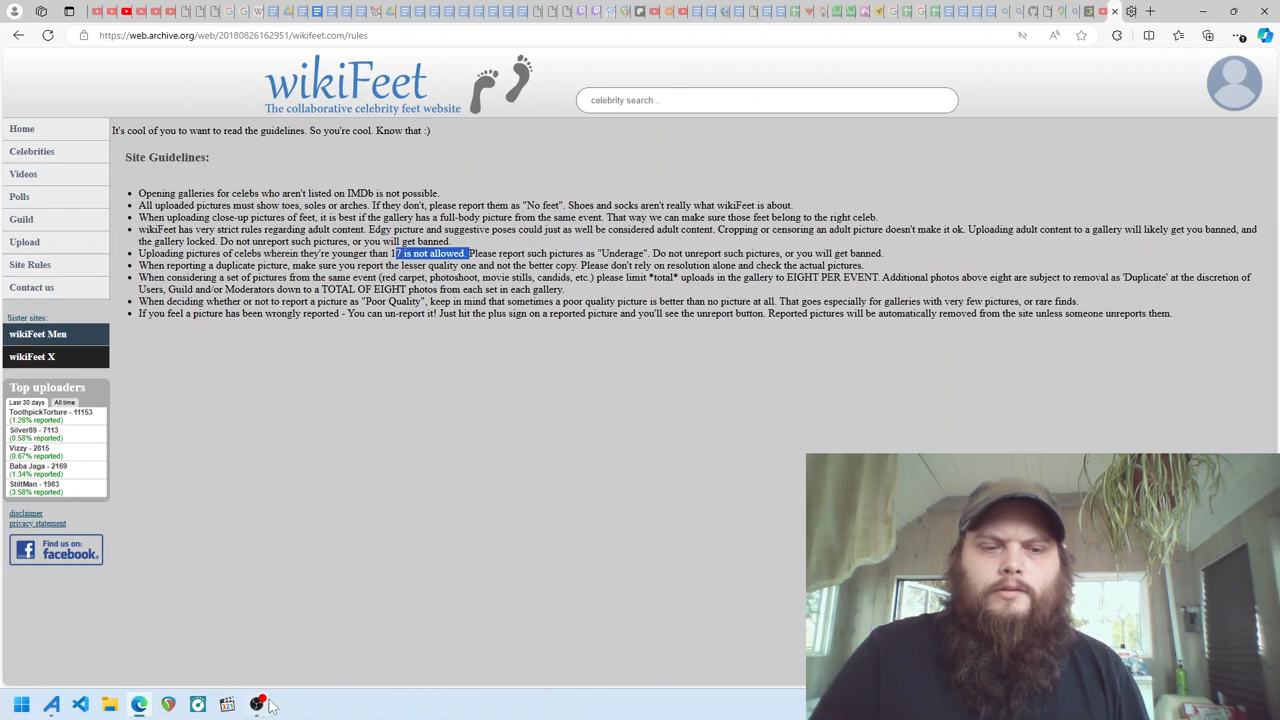 https://web.archive.org/web/20180826162951/wikifeet.com/rules
wikiFeet
The collaborative celebrity feet website
celebrity search...
Home
Celebrities
Videos
Polls
Guild
Upload
Site Rules
Contact us
Sister sites:
wikiFeet Men
wikiFeet X
Top uploaders
Last 30 days All time
ToothpickTorture - 11153
(1.26% reported)
Silver89 - 7113
(0.58% reported)
Vizzy - 2815
(0.67% reported)
Baba Jaga - 2169
(1.34% reported)
StiltMan - 1983
(3.58% reported)
disclaimer
privacy statement
Find us on:
facebook.
It's cool of you to want to read the guidelines. So you're cool. Know that :)
Site Guidelines:
• Opening galleries for celebs who aren't listed on IMDb is not possible.
• All uploaded pictures must show toes, soles or arches. If they don't, please report them as "No feet". Shoes and socks aren't really what wikiFeet is about.
• When uploading close-up pictures of feet, it is best if the gallery has a full-body picture from the same event. That way we can make sure those feet belong to the right celeb.
• wikiFeet has very strict rules regarding adult content. Edgy picture and suggestive poses could just as well be considered adult content. Cropping or censoring an adult picture doesn't make it ok. Uploading adult content to a gallery will likely get you banned, and
the gallery locked. Do not unreport such pictures, or you will get banned.
• Uploading pictures of celebs wherein they're younger than 17 is not allowed. Please report such pictures as "Underage". Do not unreport such pictures, or you will get banned.
• When reporting a duplicate picture, make sure you report the lesser quality one and not the better copy. Please don't rely on resolution alone and check the actual pictures.
• When considering a set of pictures from the same event (red carpet, photoshoot, movie stills, candids, etc.) please limit *total* uploads in the gallery to EIGHT PER EVENT. Additional photos above eight are subject to removal as 'Duplicate' at the discretion of
Users, Guild and/or Moderators down to a TOTAL OF EIGHT photos from each set in each gallery.
• When deciding whether or not to report a picture as "Poor Quality", keep in mind that sometimes a poor quality picture is better than no picture at all. That goes especially for galleries with very few pictures, or rare finds.
• If you feel a picture has been wrongly reported - You can un-report it! Just hit the plus sign on a reported picture and you'll see the unreport button. Reported pictures will be automatically removed from the site unless someone unreports them.